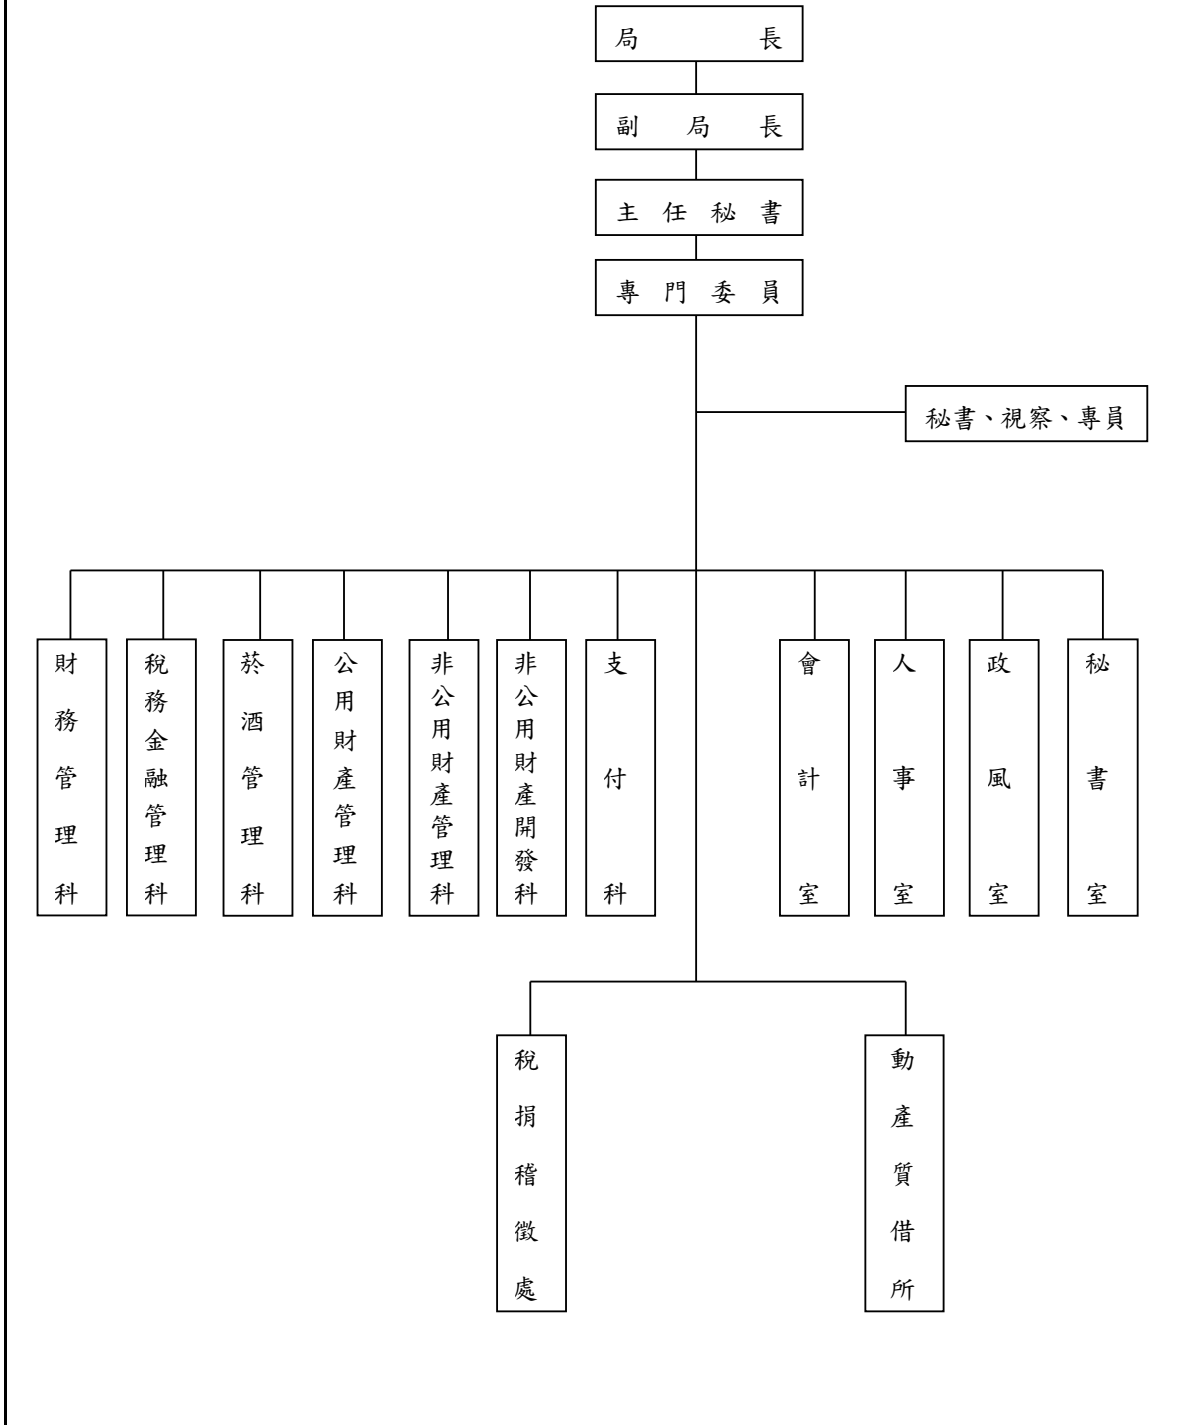 局長
副局長
主任秘書
專門委員
秘書、視察、專員
財務管理科
稅務金融管理科
菸酒管理科
公用財產管理科
非公用財產管理科
非公用財產開發科
支付科
會計室
人事室
政風室
秘書室
稅捐稽徵處
動產質借所